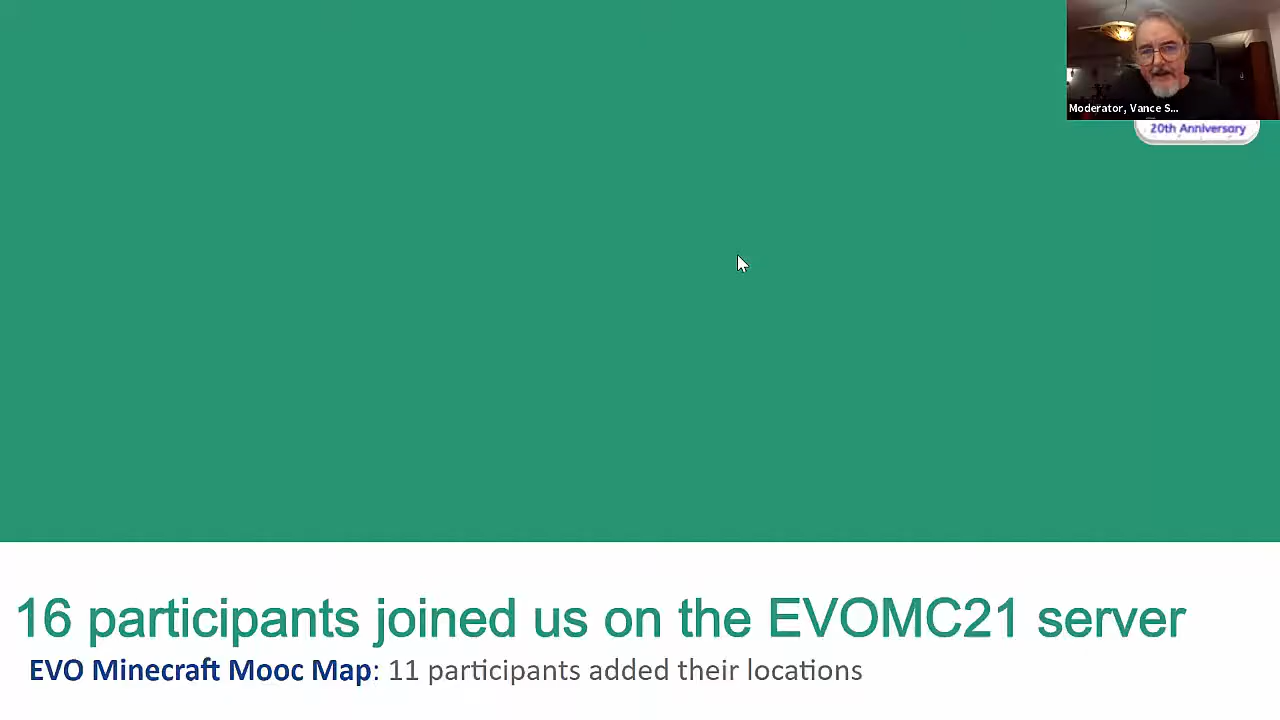 Moderator, Vance S...
20th Anniversary
16 participants joined us on the EVOMC21 server
EVO Minecraft Mooc Map: 11 participants added their locations